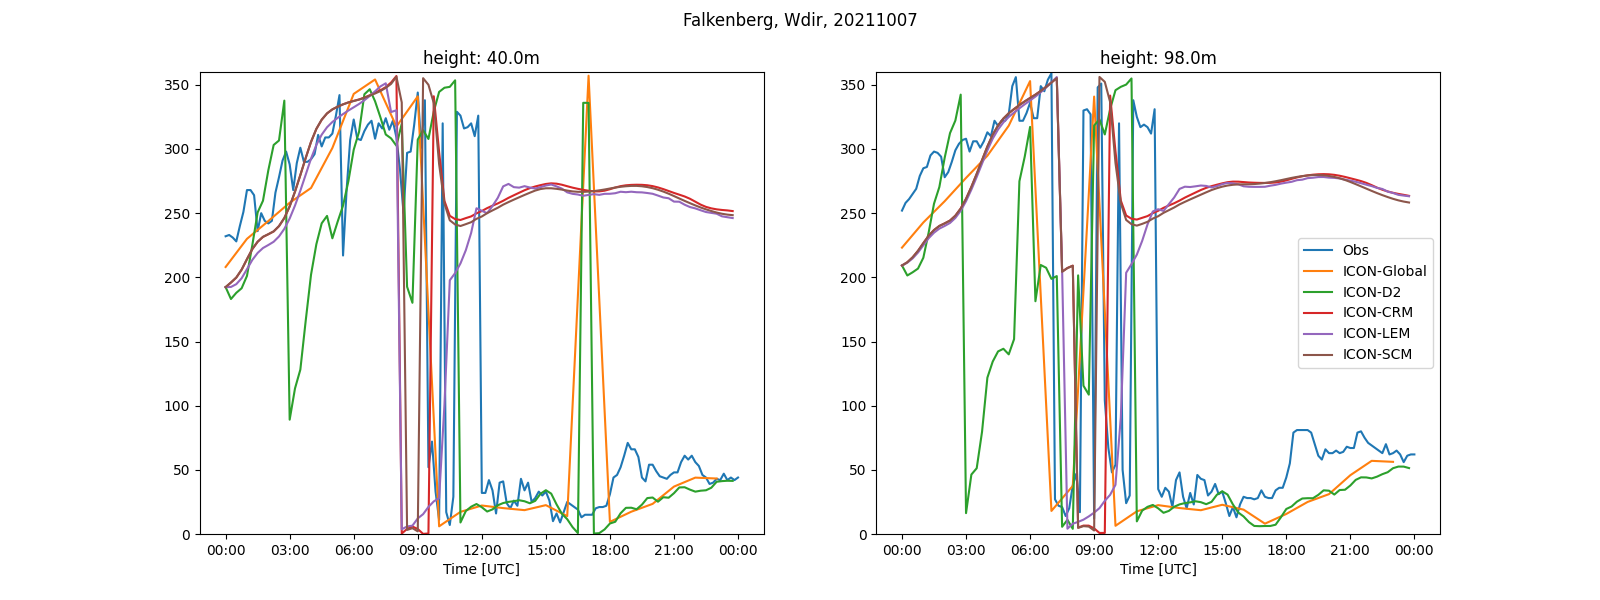 Falkenberg, Wdir, 20211007
height: 40.0m
350
300
250
200
150
100
50
0
00:00 03:00 06:00 09:00 12:00 15:00 18:00 21:00 00:00
Time [UTC]
height: 98.0m
350
300
250
200
150
100
50
0
00:00 03:00 06:00 09:00 12:00 15:00 18:00 21:00 00:00
Time [UTC]
Obs
ICON-Global
ICON-D2
ICON-CRM
ICON-LEM
ICON-SCM